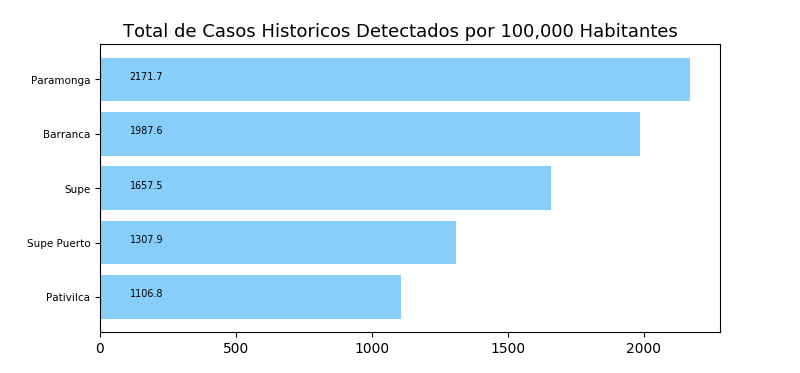 Total de Casos Historicos Detectados por 100,000 Habitantes
Paramonga 2171.7
Barranca 1987.6
Supe 1657.5
Supe Puerto 1307.9
Pativilca 1106.8
0 500 1000 1500 2000